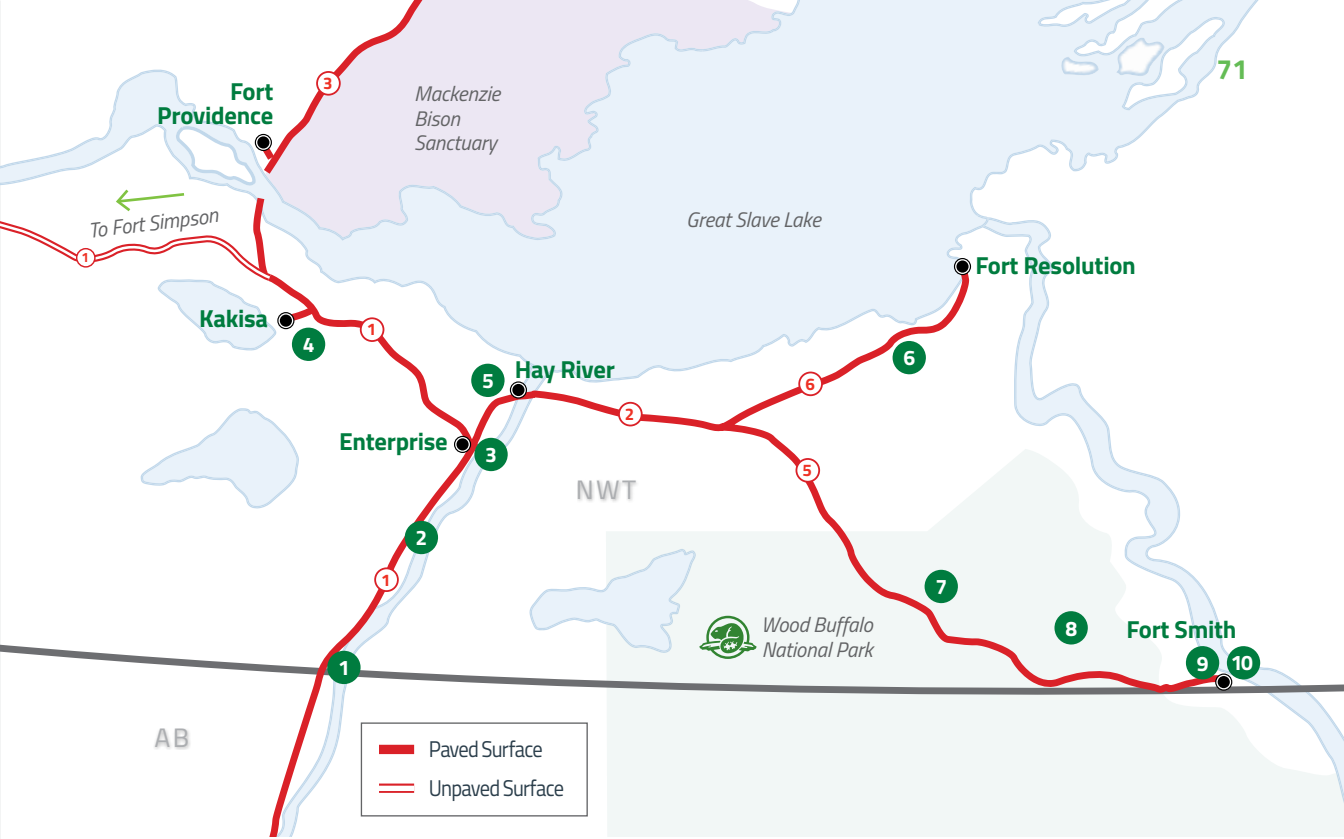 71
3
Fort
Providence
Mackenzie
Bison
Sanctuary
To Fort Simpson
Great Slave Lake
1
Fort Resolution
Kakisa
1
4
6
5
Hay River
6
2
Enterprise
3
5
NWT
2
1
7
Wood Buffalo
National Park
8
Fort Smith
1
9
10
AB
Paved Surface
Unpaved Surface